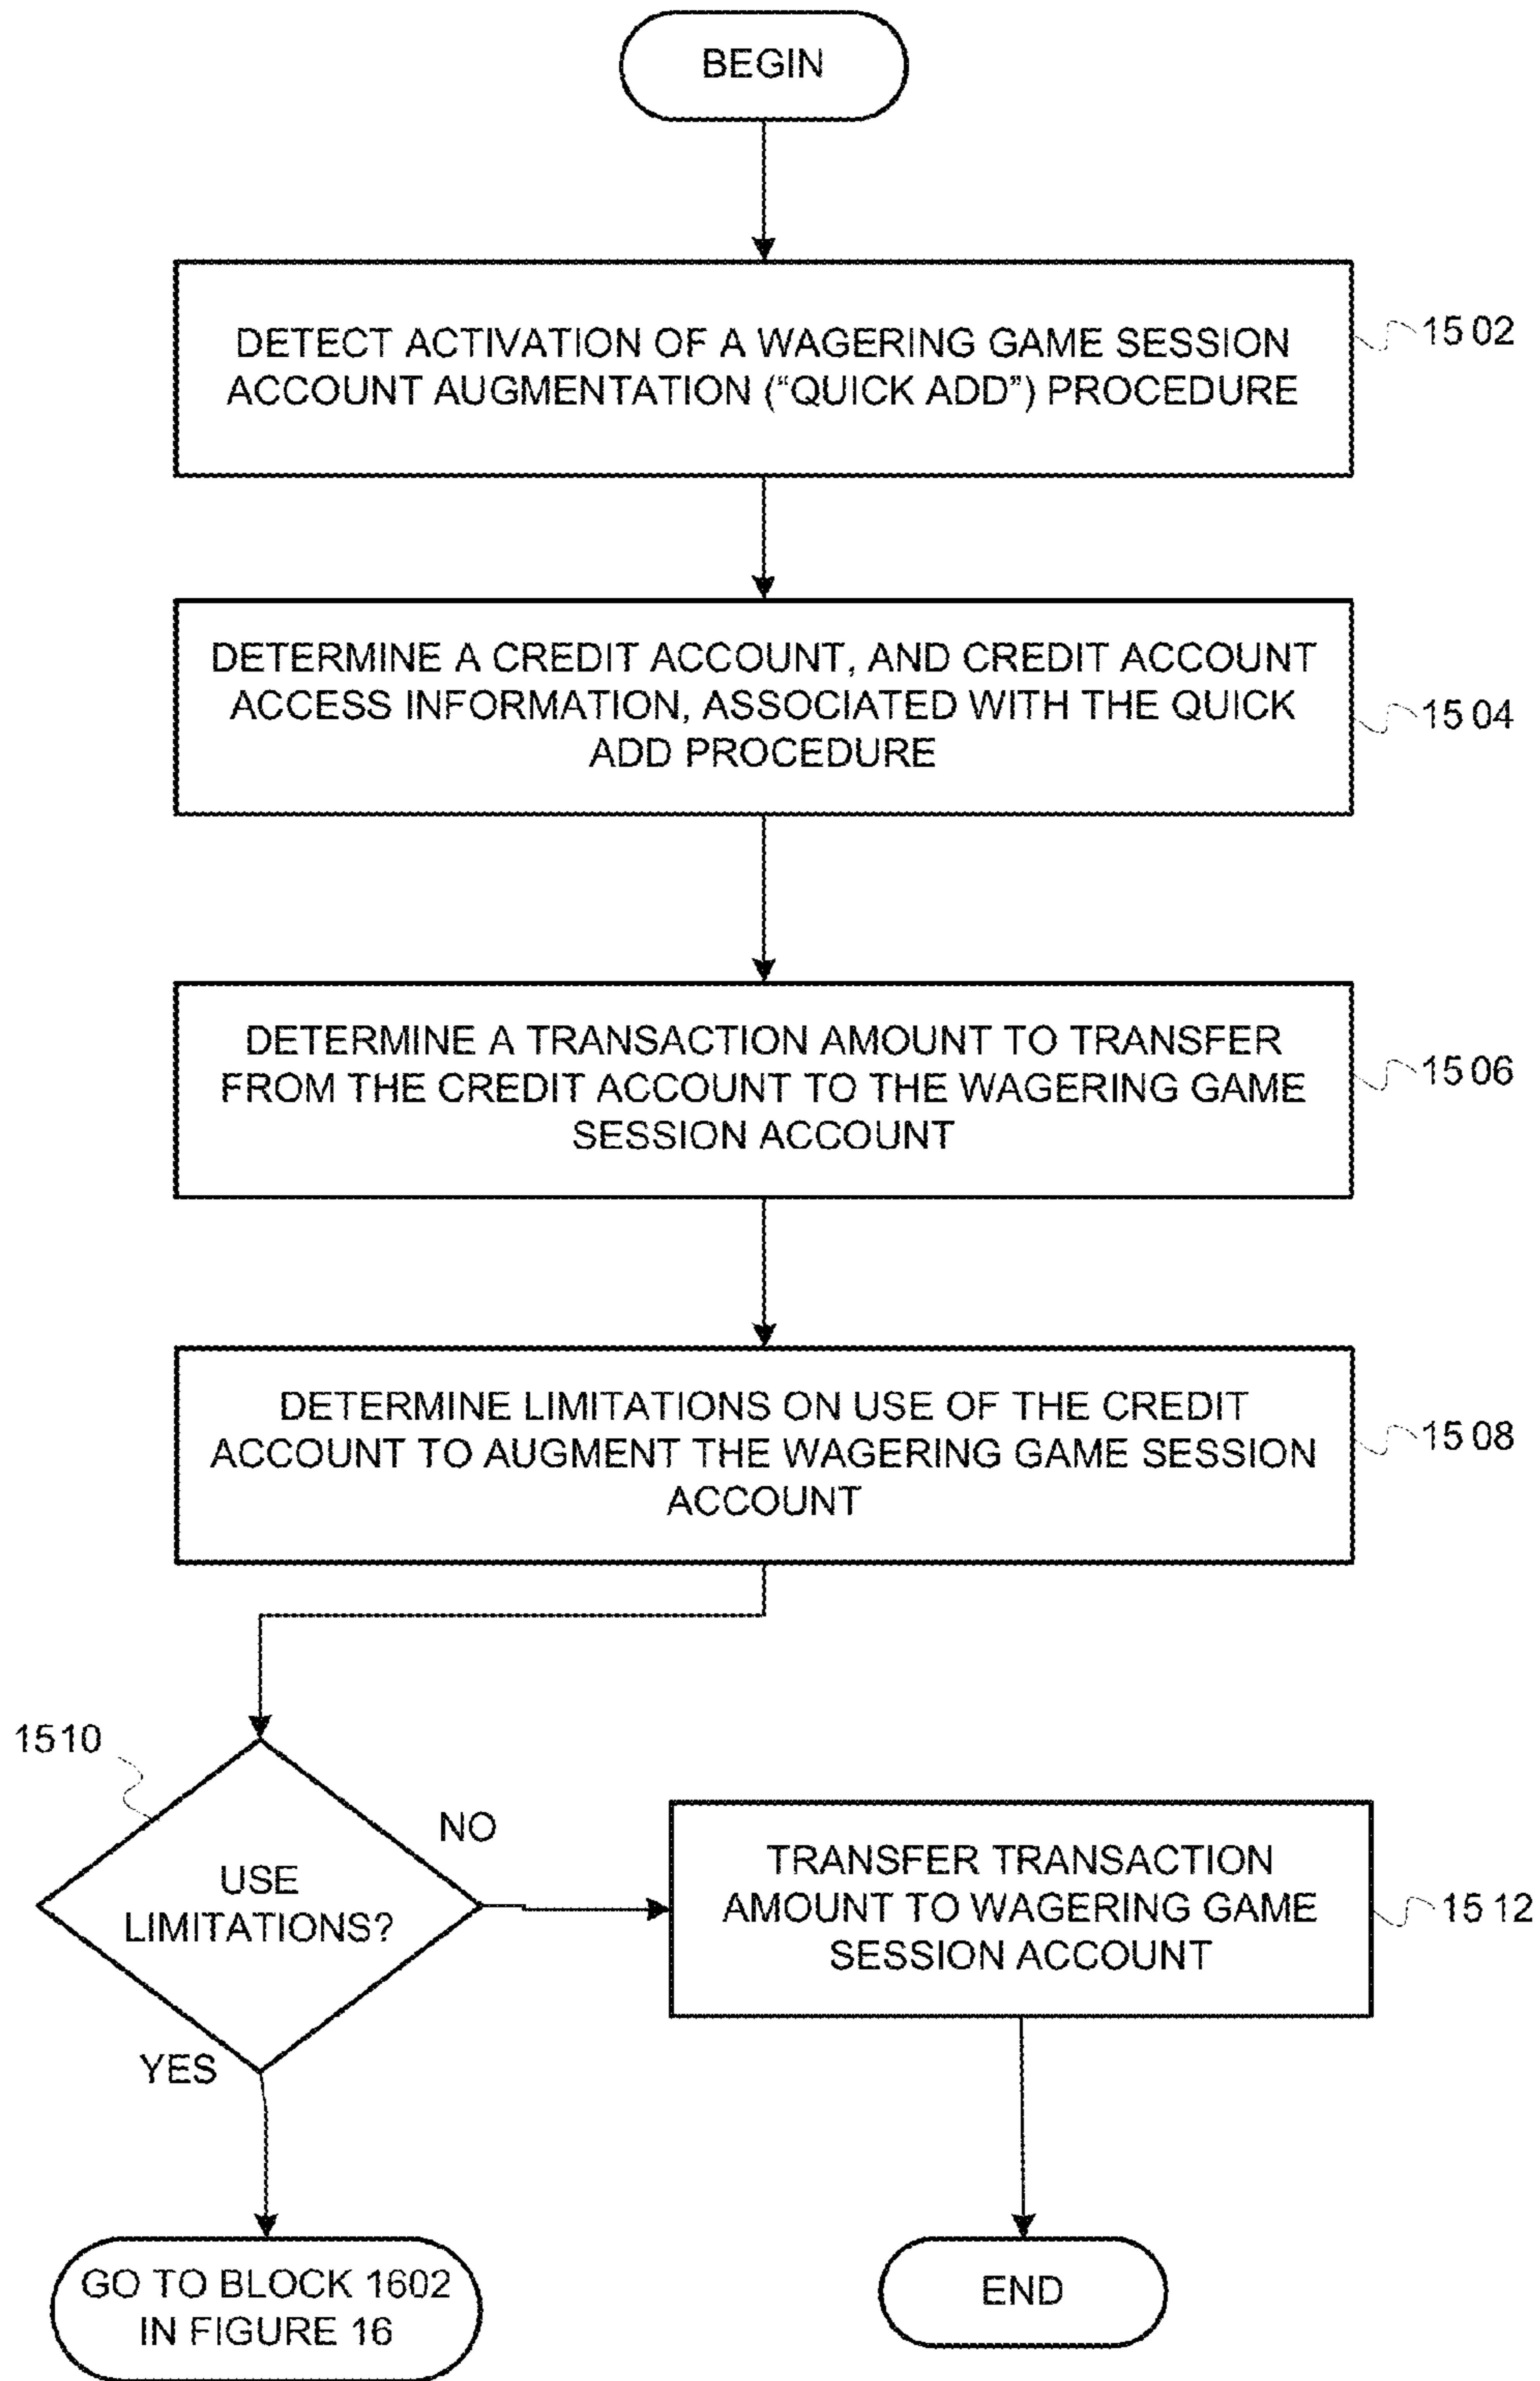 BEGIN
DETECT ACTIVATION OF A WAGERING GAME SESSION
ACCOUNT AUGMENTATION (“QUICK ADD”) PROCEDURE
1502
DETERMINE A CREDIT ACCOUNT, AND CREDIT ACCOUNT
ACCESS INFORMATION, ASSOCIATED WITH THE QUICK
ADD PROCEDURE
1504
DETERMINE A TRANSACTION AMOUNT TO TRANSFER
FROM THE CREDIT ACCOUNT TO THE WAGERING GAME
SESSION ACCOUNT
1506
DETERMINE LIMITATIONS ON USE OF THE CREDIT
ACCOUNT TO AUGMENT THE WAGERING GAME SESSION
ACCOUNT
1508
1510
USE
LIMITATIONS?
NO
YES
TRANSFER TRANSACTION
AMOUNT TO WAGERING GAME
SESSION ACCOUNT
1512
GO TO BLOCK 1602
IN FIGURE 16
END